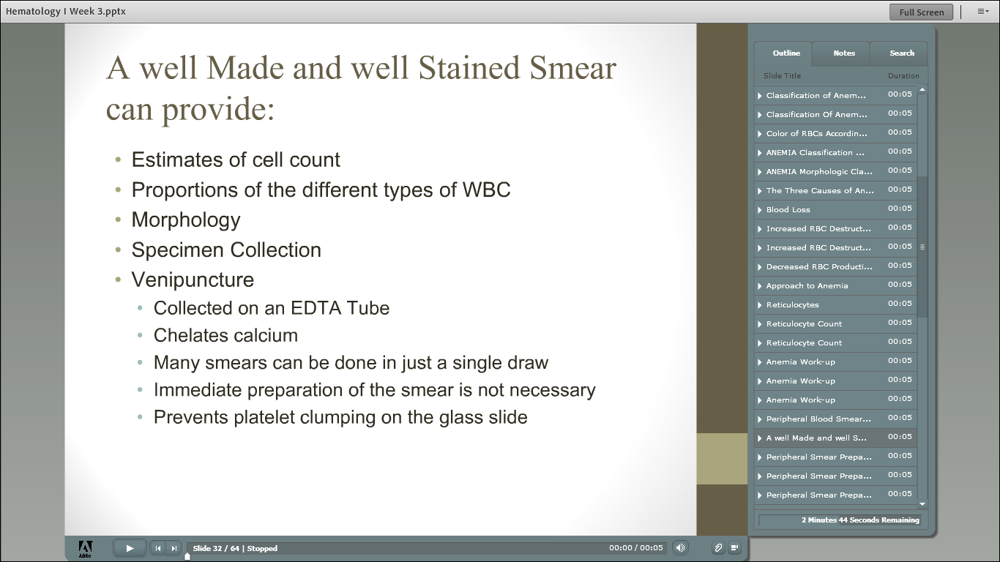 Hematology I Week 3.pptx
Full Screen
A well Made and well Stained Smear
can provide:
• Estimates of cell count
• Proportions of the different types of WBC
• Morphology
• Specimen Collection
• Venipuncture
• Collected on an EDTA Tube
• Chelates calcium
• Many smears can be done in just a single draw
• Immediate preparation of the smear is not necessary
• Prevents platelet clumping on the glass slide
Outline Notes Search
Slide Title Duration
Classification of Anem... 00:05
Classification Of Anem... 00:05
Color of RBCs Accordin... 00:05
ANEMIA Classification ... 00:05
ANEMIA Morphologic Cla... 00:05
The Three Causes of An... 00:05
Blood Loss 00:05
Increased RBC Destruct... 00:05
Increased RBC Destruct... 00:05
Decreased RBC Producti... 00:05
Approach to Anemia 00:05
Reticulocytes 00:05
Reticulocyte Count 00:05
Reticulocyte Count 00:05
Anemia Work-up 00:05
Anemia Work-up 00:05
Anemia Work-up 00:05
Peripheral Blood Smear... 00:05
A well Made and well S... 00:05
Peripheral Smear Prepa... 00:05
Peripheral Smear Prepa... 00:05
Peripheral Smear Prepa... 00:05
2 Minutes 44 Seconds Remaining
Adobe
Slide 32 / 64 | Stopped
00:00 / 00:05